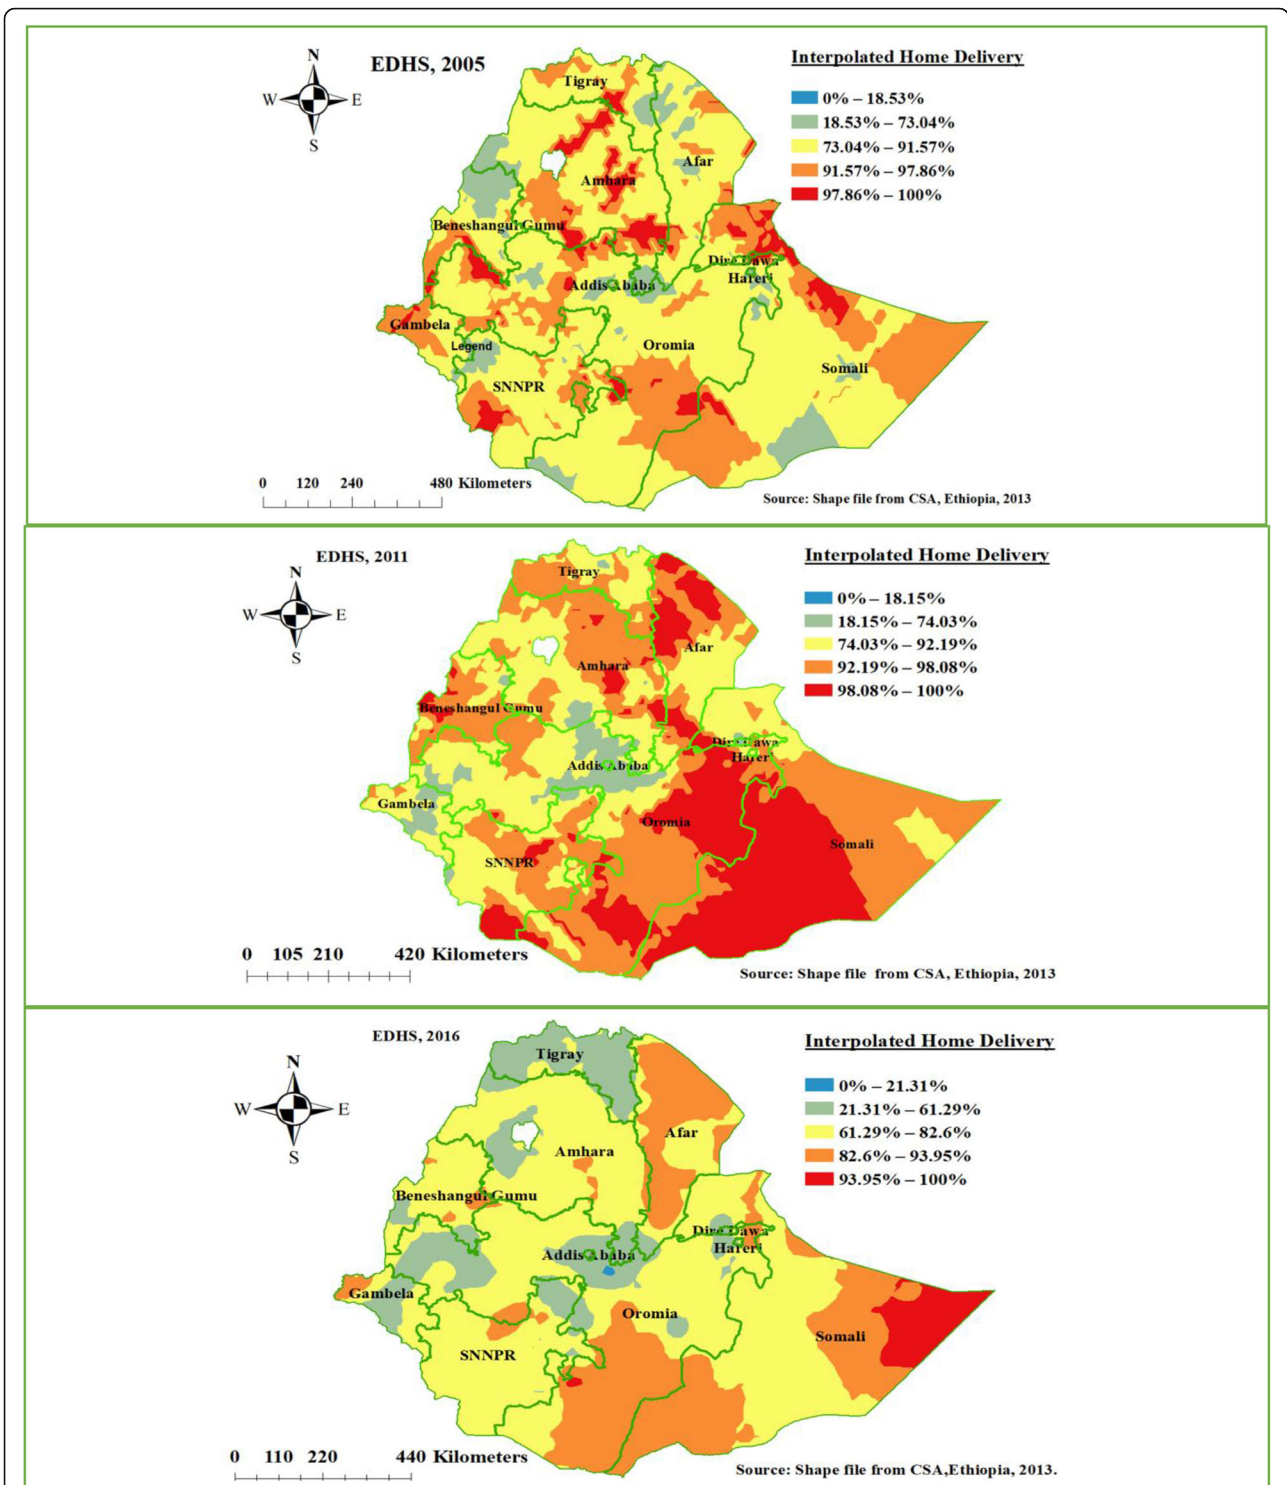 EDHS, 2005
N
W E
S
Interpolated Home Delivery
0% – 18.53%
18.53% – 73.04%
73.04% – 91.57%
91.57% – 97.86%
97.86% – 100%
Tigray
Afar
Amhara
Beneshangul Gumu
Dire Dawa
Hareri
Addis Ababa
Gambela
Legend
Oromia
Somali
SNNPR
0 120 240 480 Kilometers
Source: Shape file from CSA, Ethiopia, 2013
EDHS, 2011
N
W E
S
Interpolated Home Delivery
0% – 18.15%
18.15% – 74.03%
74.03% – 92.19%
92.19% – 98.08%
98.08% – 100%
Tigray
Afar
Amhara
Beneshangul Gumu
Dire Dawa
Hareri
Addis Ababa
Gambela
Oromia
Somali
SNNPR
0 105 210 420 Kilometers
Source: Shape file from CSA, Ethiopia, 2013
EDHS, 2016
N
W E
S
Interpolated Home Delivery
0% – 21.31%
21.31% – 61.29%
61.29% – 82.6%
82.6% – 93.95%
93.95% – 100%
Tigray
Afar
Amhara
Beneshangul Gumu
Dire Dawa
Hareri
Addis Ababa
Gambela
Oromia
Somali
SNNPR
0 110 220 440 Kilometers
Source: Shape file from CSA,Ethiopia, 2013.